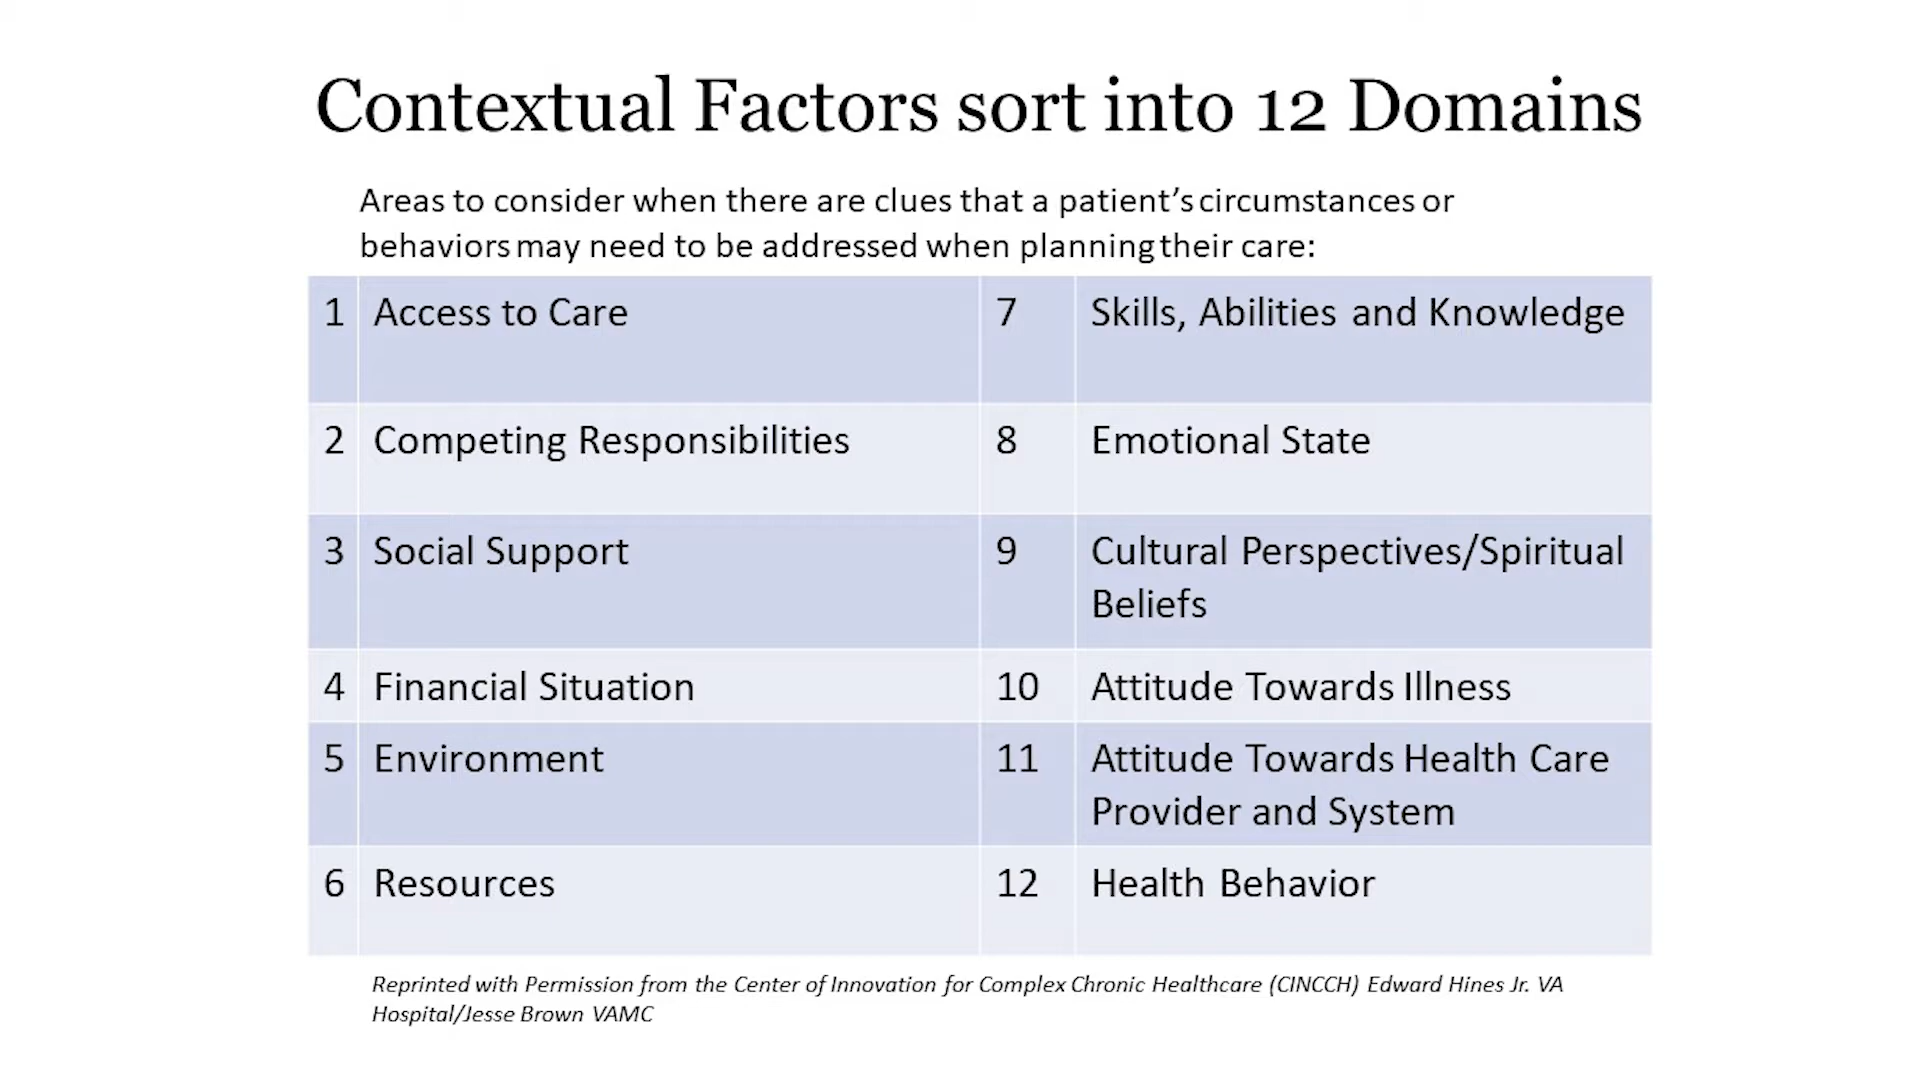 Contextual Factors sort into 12 Domains
Areas to consider when there are clues that a patient’s circumstances or
behaviors may need to be addressed when planning their care:
1 Access to Care 7 Skills, Abilities and Knowledge
2 Competing Responsibilities 8 Emotional State
3 Social Support 9 Cultural Perspectives/Spiritual
Beliefs
4 Financial Situation 10 Attitude Towards Illness
5 Environment 11 Attitude Towards Health Care
Provider and System
6 Resources 12 Health Behavior
Reprinted with Permission from the Center of Innovation for Complex Chronic Healthcare (CINCCH) Edward Hines Jr. VA
Hospital/Jesse Brown VAMC